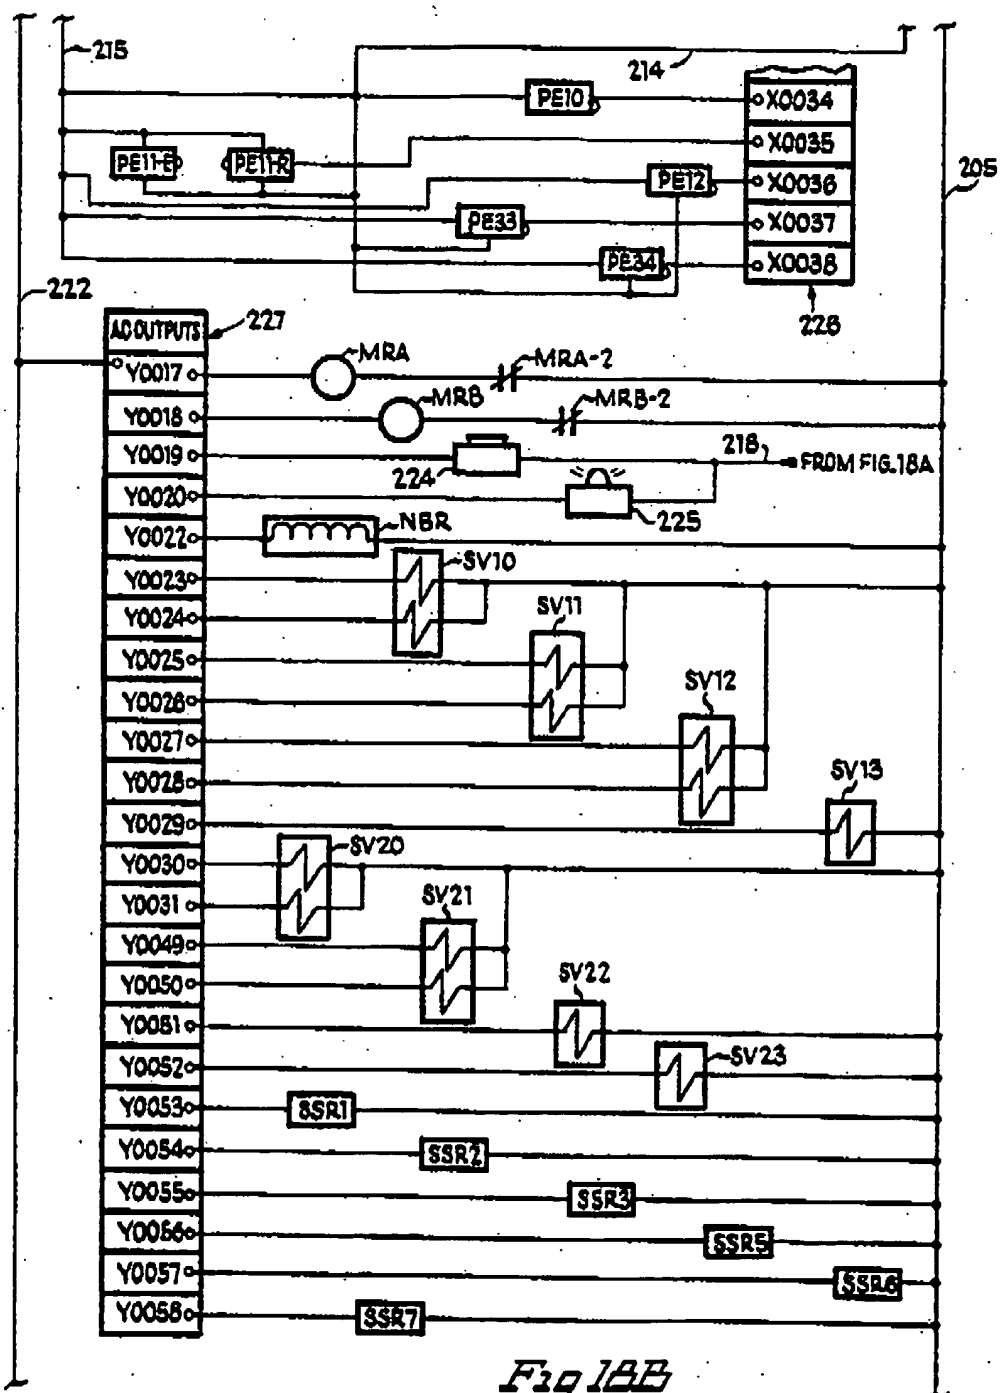 215
214
PE10
X0034
X0035
PE11-E
PE11-R
PE12
X0036
205
PE33
X0037
PE34
X0038
222
226
AC OUTPUTS
227
Y0017
MRA
MRA-2
Y0018
MRB
MRB-2
Y0019
224
218
FROM FIG. 18A
Y0020
225
Y0022
NBR
Y0023
SV10
Y0024
SV11
Y0025
Y0026
SV12
Y0027
Y0028
SV13
Y0029
Y0030
SV20
Y0031
SV21
Y0049
Y0050
SV22
Y0051
Y0052
SV23
Y0053
SSR1
Y0054
SSR2
Y0055
SSR3
Y0056
SSR5
Y0057
SSR6
Y0058
SSR7
Fig 18B